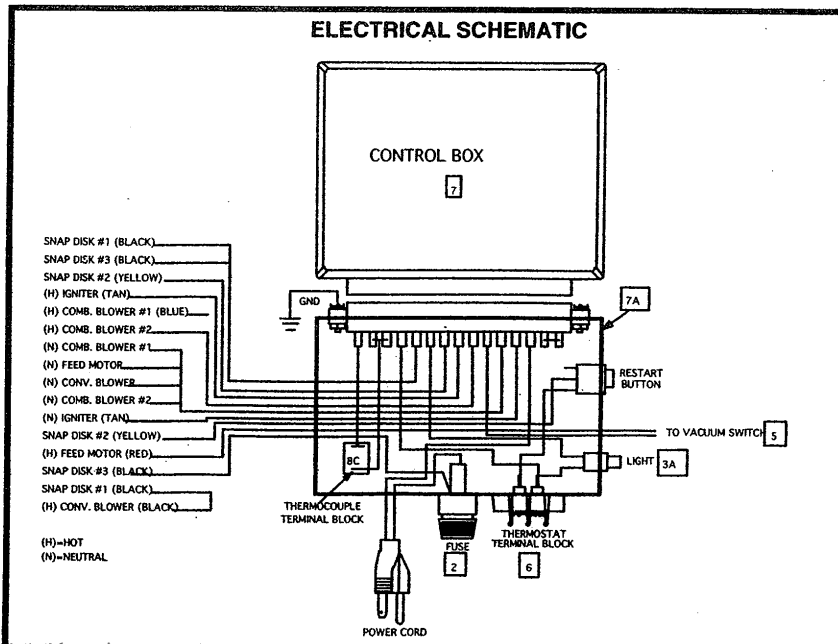 ELECTRICAL SCHEMATIC
CONTROL BOX
7
SNAP DISK #1 (BLACK)
SNAP DISK #3 (BLACK)
SNAP DISK #2 (YELLOW)
(H) IGNITER (TAN)
(H) COMB. BLOWER #1 (BLUE)
(H) COMB. BLOWER #2
(N) COMB. BLOWER #1
(N) FEED MOTOR
(N) CONV. BLOWER
(N) COMB. BLOWER #2
(N) IGNITER (TAN)
SNAP DISK #2 (YELLOW)
(H) FEED MOTOR (RED)
SNAP DISK #3 (BLACK)
SNAP DISK #1 (BLACK)
(H) CONV. BLOWER (BLACK)
(H)=HOT
(N)=NEUTRAL
GND
7A
RESTART
BUTTON
TO VACUUM SWITCH 5
LIGHT 3A
8C
THERMOCOUPLE
TERMINAL BLOCK
FUSE
2
THERMOSTAT
TERMINAL BLOCK
6
POWER CORD